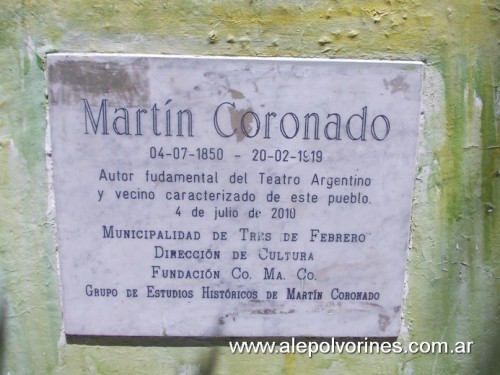 Martín Coronado
04-07-1850 - 20-02-1919
Autor fudamental del Teatro Argentino
y vecino caracterizado de este pueblo.
4 de julio de 2010
Municipalidad de Tres de Febrero
Dirección de Cultura
Fundación Co. Ma. Co.
Grupo de Estudios Históricos de Martín Coronado
www.alepolvorines.com.ar